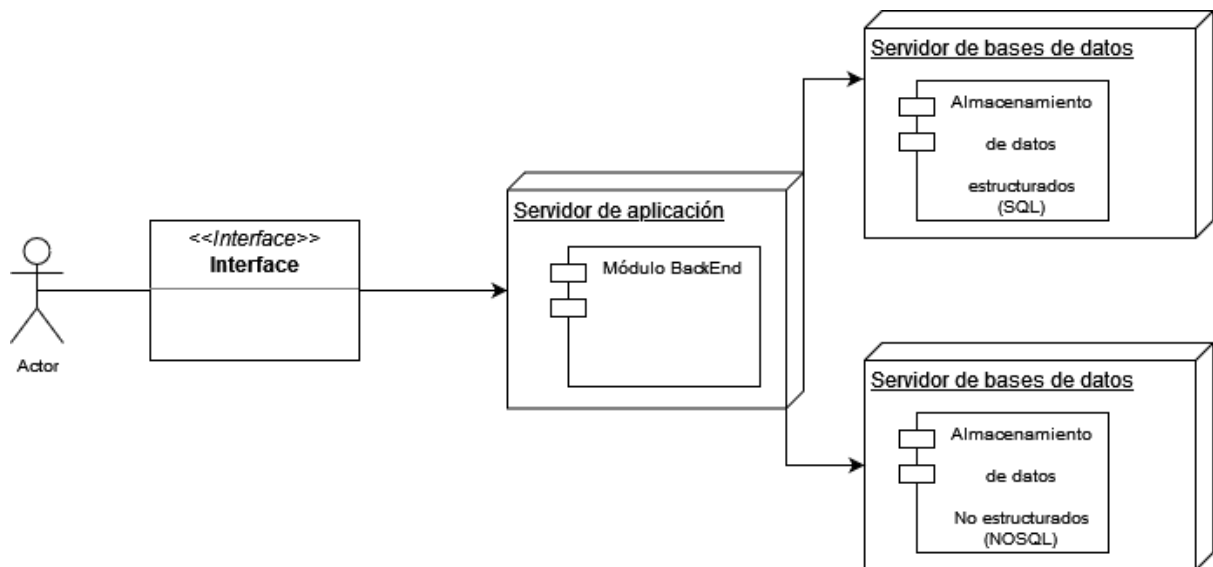 Actor
<<Interface>>
Interface
Servidor de aplicación
Módulo BackEnd
Servidor de bases de datos
Almacenamiento
de datos
estructurados
(SQL)
Servidor de bases de datos
Almacenamiento
de datos
No estructurados
(NOSQL)